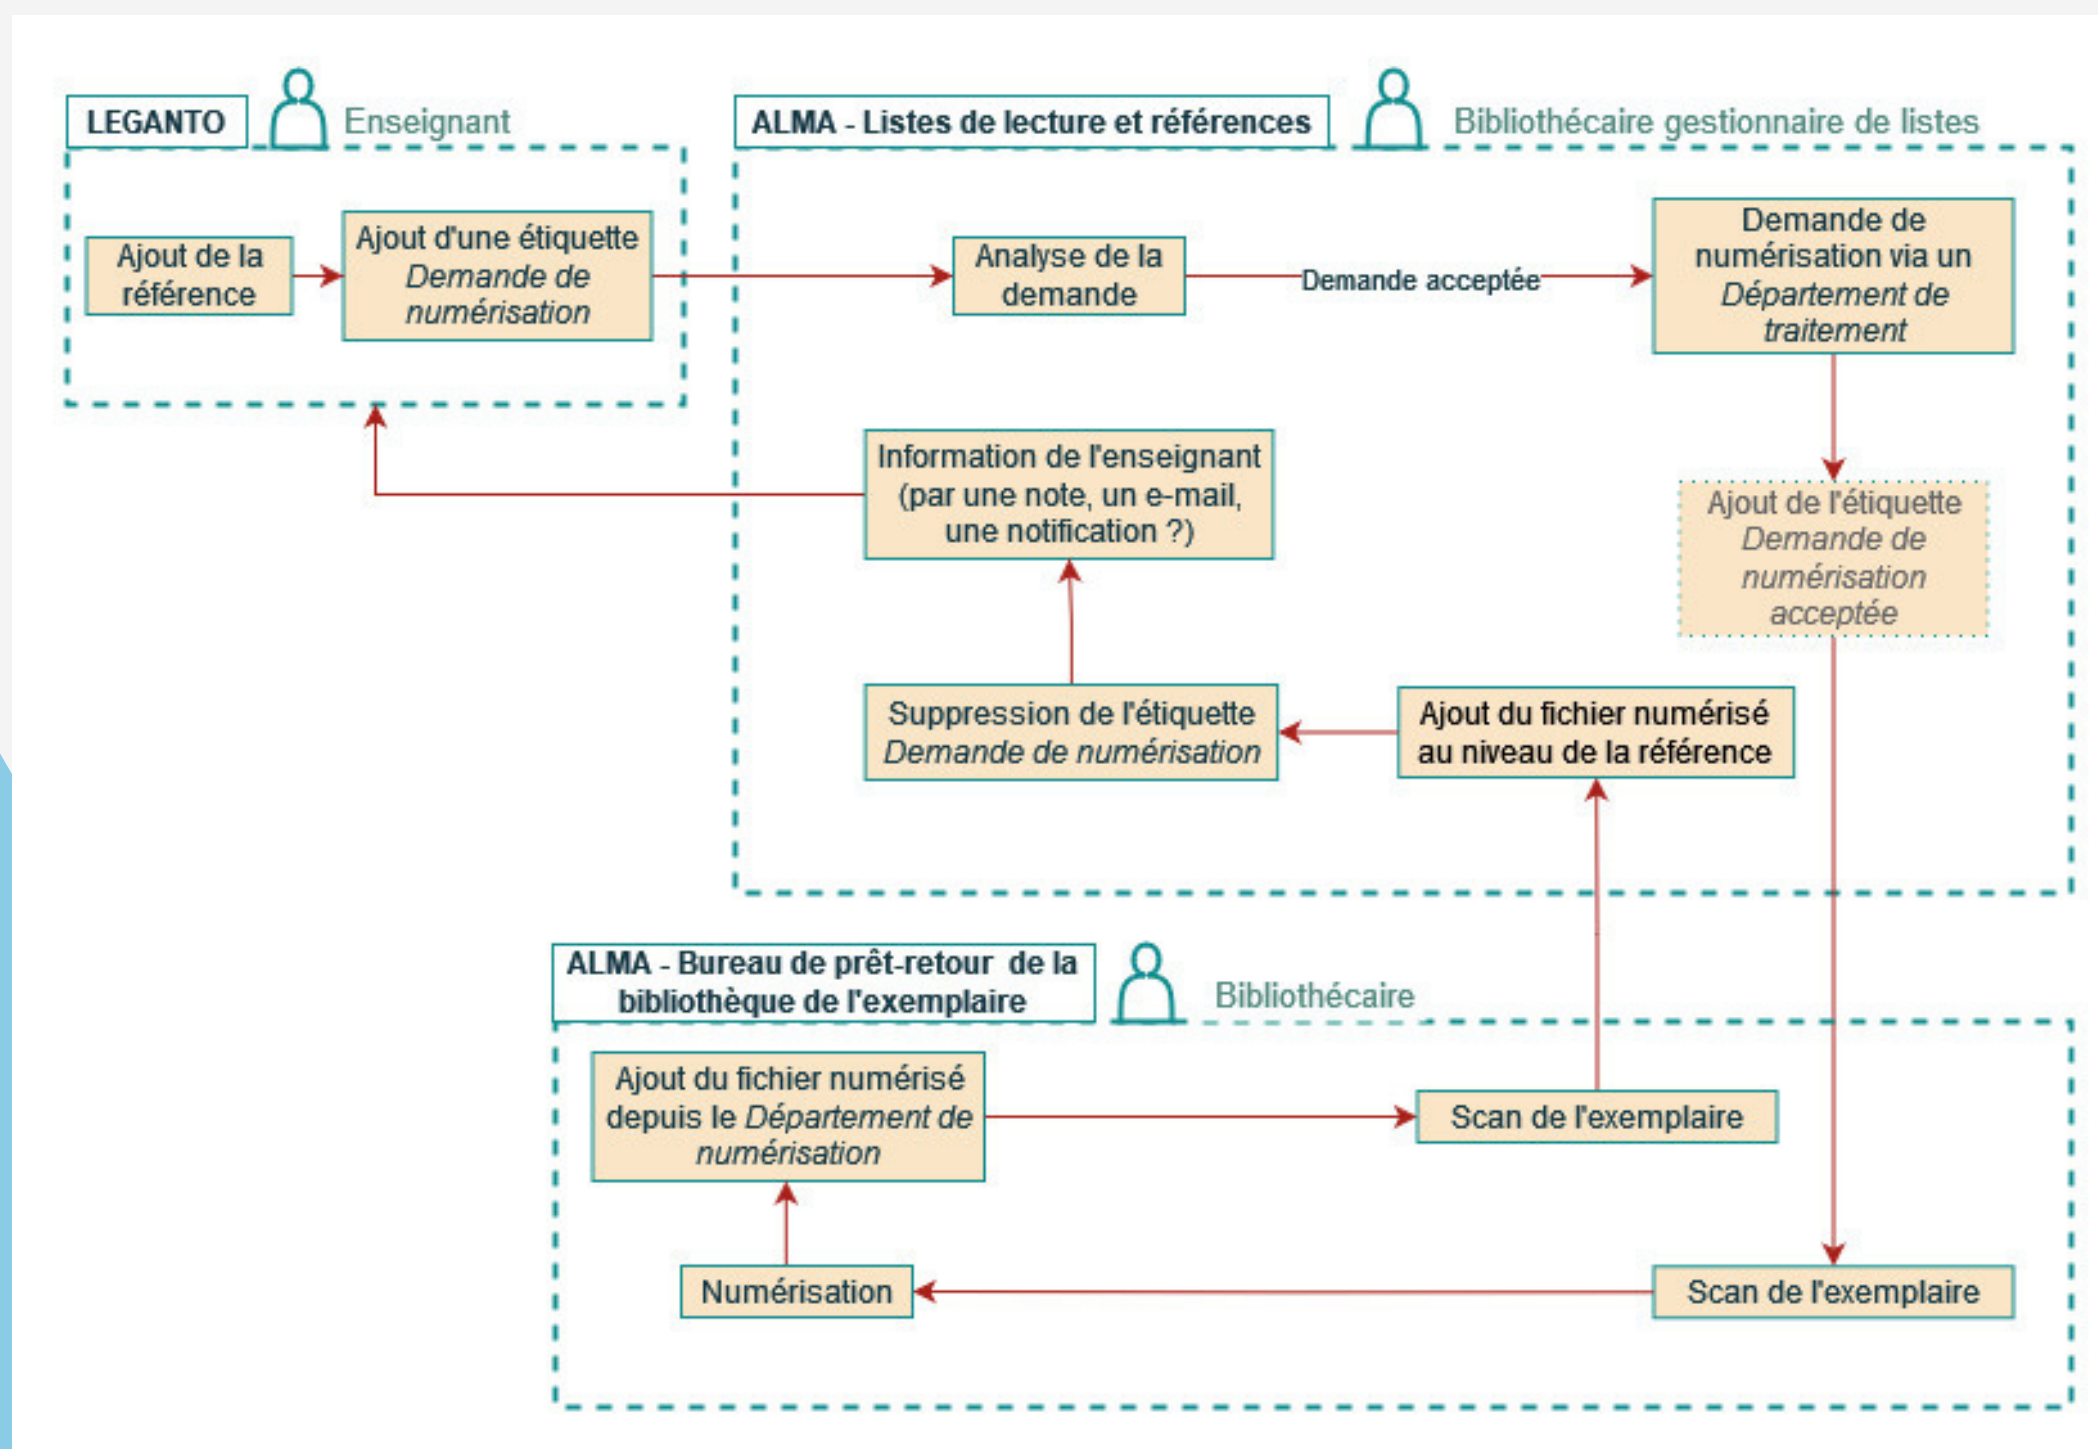 LEGANTO
Enseignant
Ajout de la
référence
Ajout d'une étiquette
Demande de
numérisation
ALMA - Listes de lecture et références
Bibliothécaire gestionnaire de listes
Analyse de la
demande
Demande acceptée
Demande de
numérisation via un
Département de
traitement
Ajout de l'étiquette
Demande de
numérisation
acceptée
Information de l'enseignant
(par une note, un e-mail,
une notification ?)
Suppression de l'étiquette
Demande de numérisation
Ajout du fichier numérisé
au niveau de la référence
ALMA - Bureau de prêt-retour de la
bibliothèque de l'exemplaire
Bibliothécaire
Ajout du fichier numérisé
depuis le Département de
numérisation
Scan de l'exemplaire
Numérisation
Scan de l'exemplaire